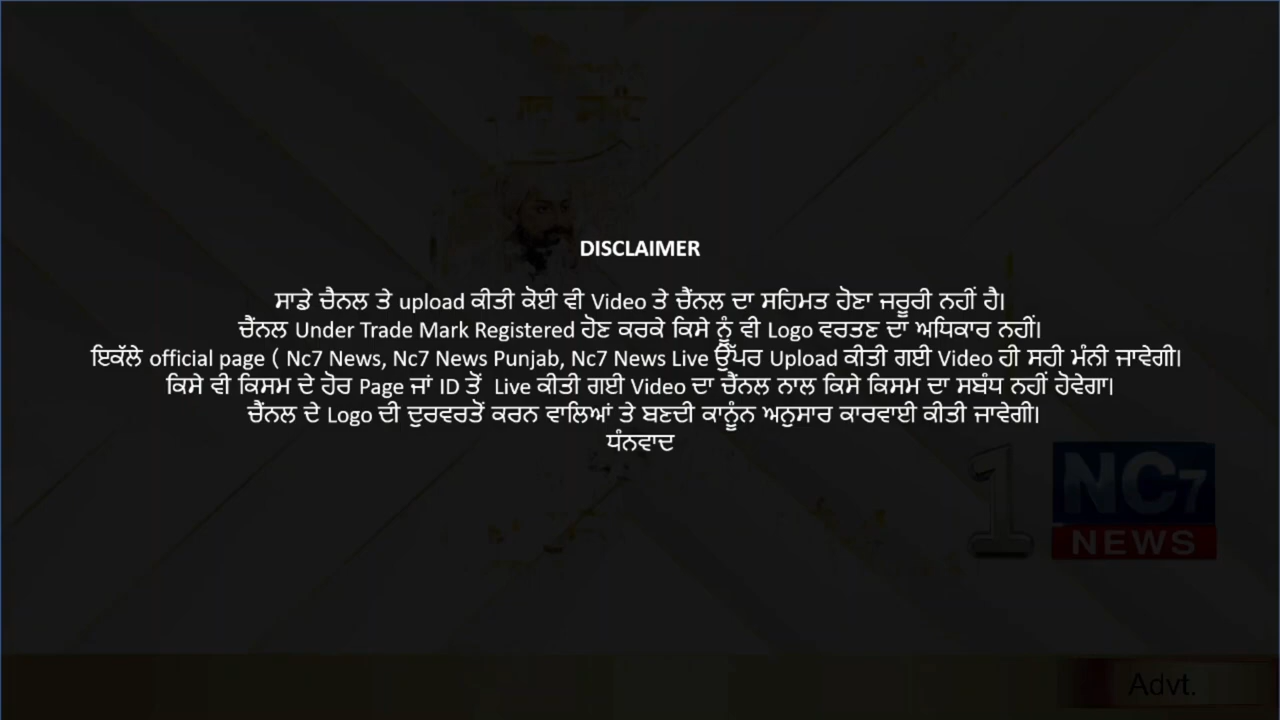 DISCLAIMER
ਸਾਡੇ ਚੈਨਲ ਤੇ upload ਕੀਤੀ ਕੋਈ ਵੀ Video ਤੇ ਚੈਂਨਲ ਦਾ ਸਹਿਮਤ ਹੋਣਾ ਜਰੂਰੀ ਨਹੀਂ ਹੈ।
ਚੈਂਨਲ Under Trade Mark Registered ਹੋਣ ਕਰਕੇ ਕਿਸੇ ਨੂੰ ਵੀ Logo ਵਰਤਣ ਦਾ ਅਧਿਕਾਰ ਨਹੀਂ।
ਇਕੱਲੇ official page ( Nc7 News, Nc7 News Punjab, Nc7 News Live ਉੱਪਰ Upload ਕੀਤੀ ਗਈ Video ਹੀ ਸਹੀ ਮੰਨੀ ਜਾਵੇਗੀ।
ਕਿਸੇ ਵੀ ਕਿਸਮ ਦੇ ਹੋਰ Page ਜਾਂ ID ਤੋਂ Live ਕੀਤੀ ਗਈ Video ਦਾ ਚੈਂਨਲ ਨਾਲ ਕਿਸੇ ਕਿਸਮ ਦਾ ਸਬੰਧ ਨਹੀਂ ਹੋਵੇਗਾ।
ਚੈਂਨਲ ਦੇ Logo ਦੀ ਦੁਰਵਰਤੋਂ ਕਰਨ ਵਾਲਿਆਂ ਤੇ ਬਣਦੀ ਕਾਨੂੰਨ ਅਨੁਸਾਰ ਕਾਰਵਾਈ ਕੀਤੀ ਜਾਵੇਗੀ।
ਧੰਨਵਾਦ
1 NC7
NEWS
Advt.